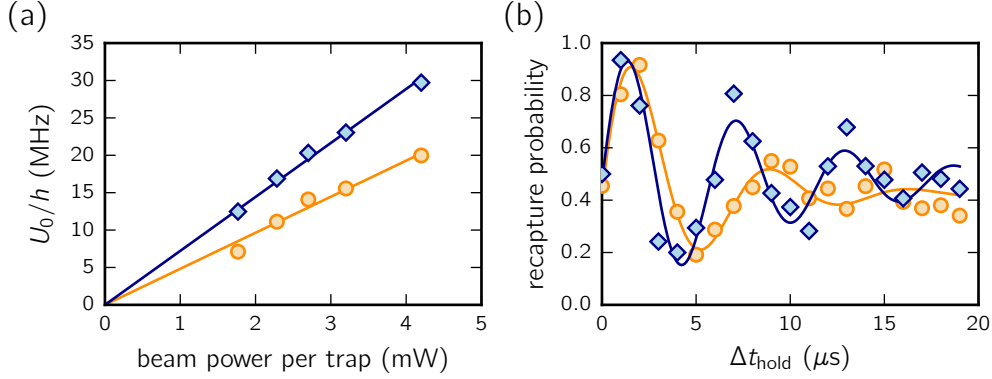 (a)
U₀/h (MHz)
35
30
25
20
15
10
5
0
0 1 2 3 4 5
beam power per trap (mW)
(b)
recapture probability
1.0
0.8
0.6
0.4
0.2
0.0
0 5 10 15 20
Δt_hold (μs)